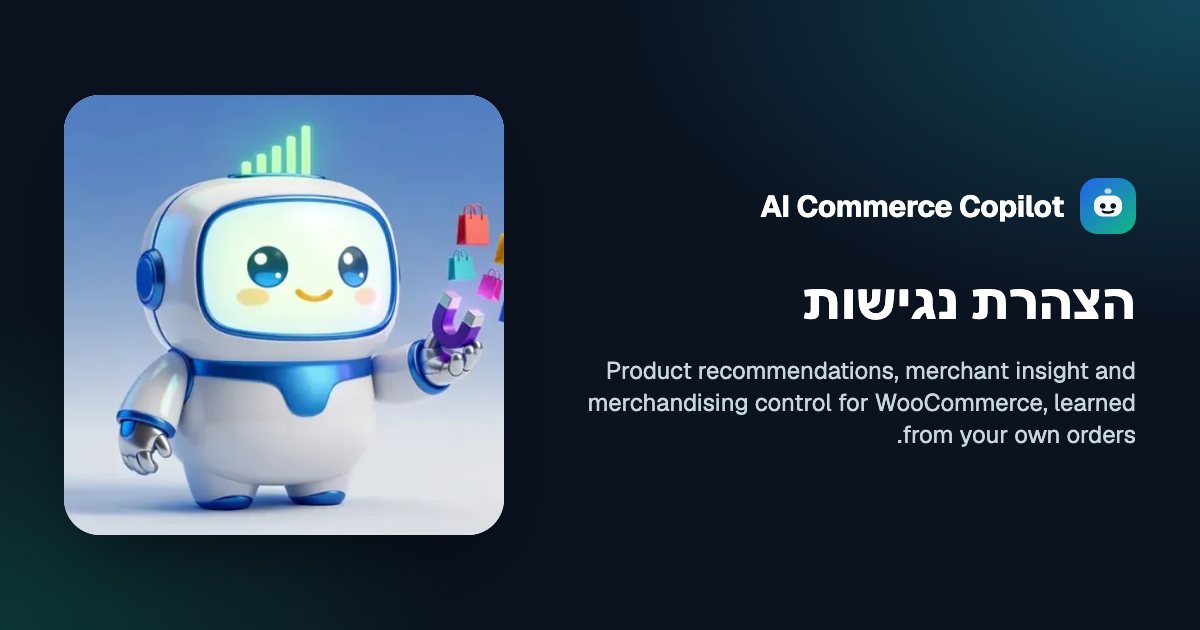 AI Commerce Copilot
הצהרת נגישות
Product recommendations, merchant insight and
merchandising control for WooCommerce, learned
.from your own orders